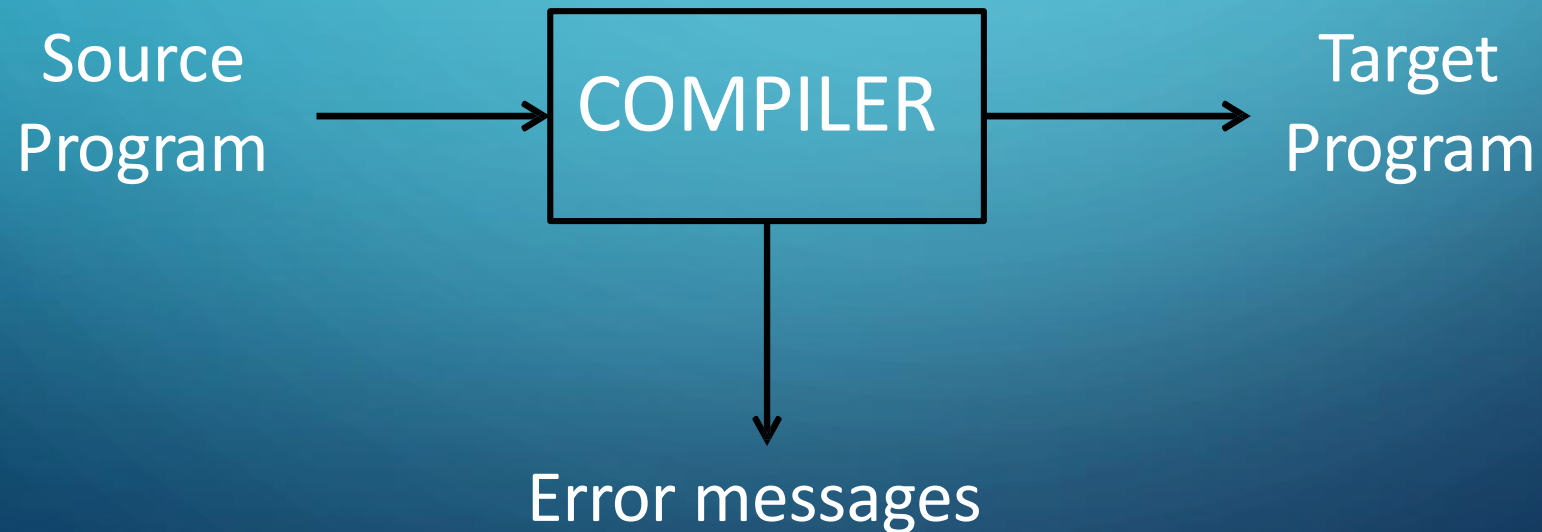 Source
Program
COMPILER
Target
Program
Error messages